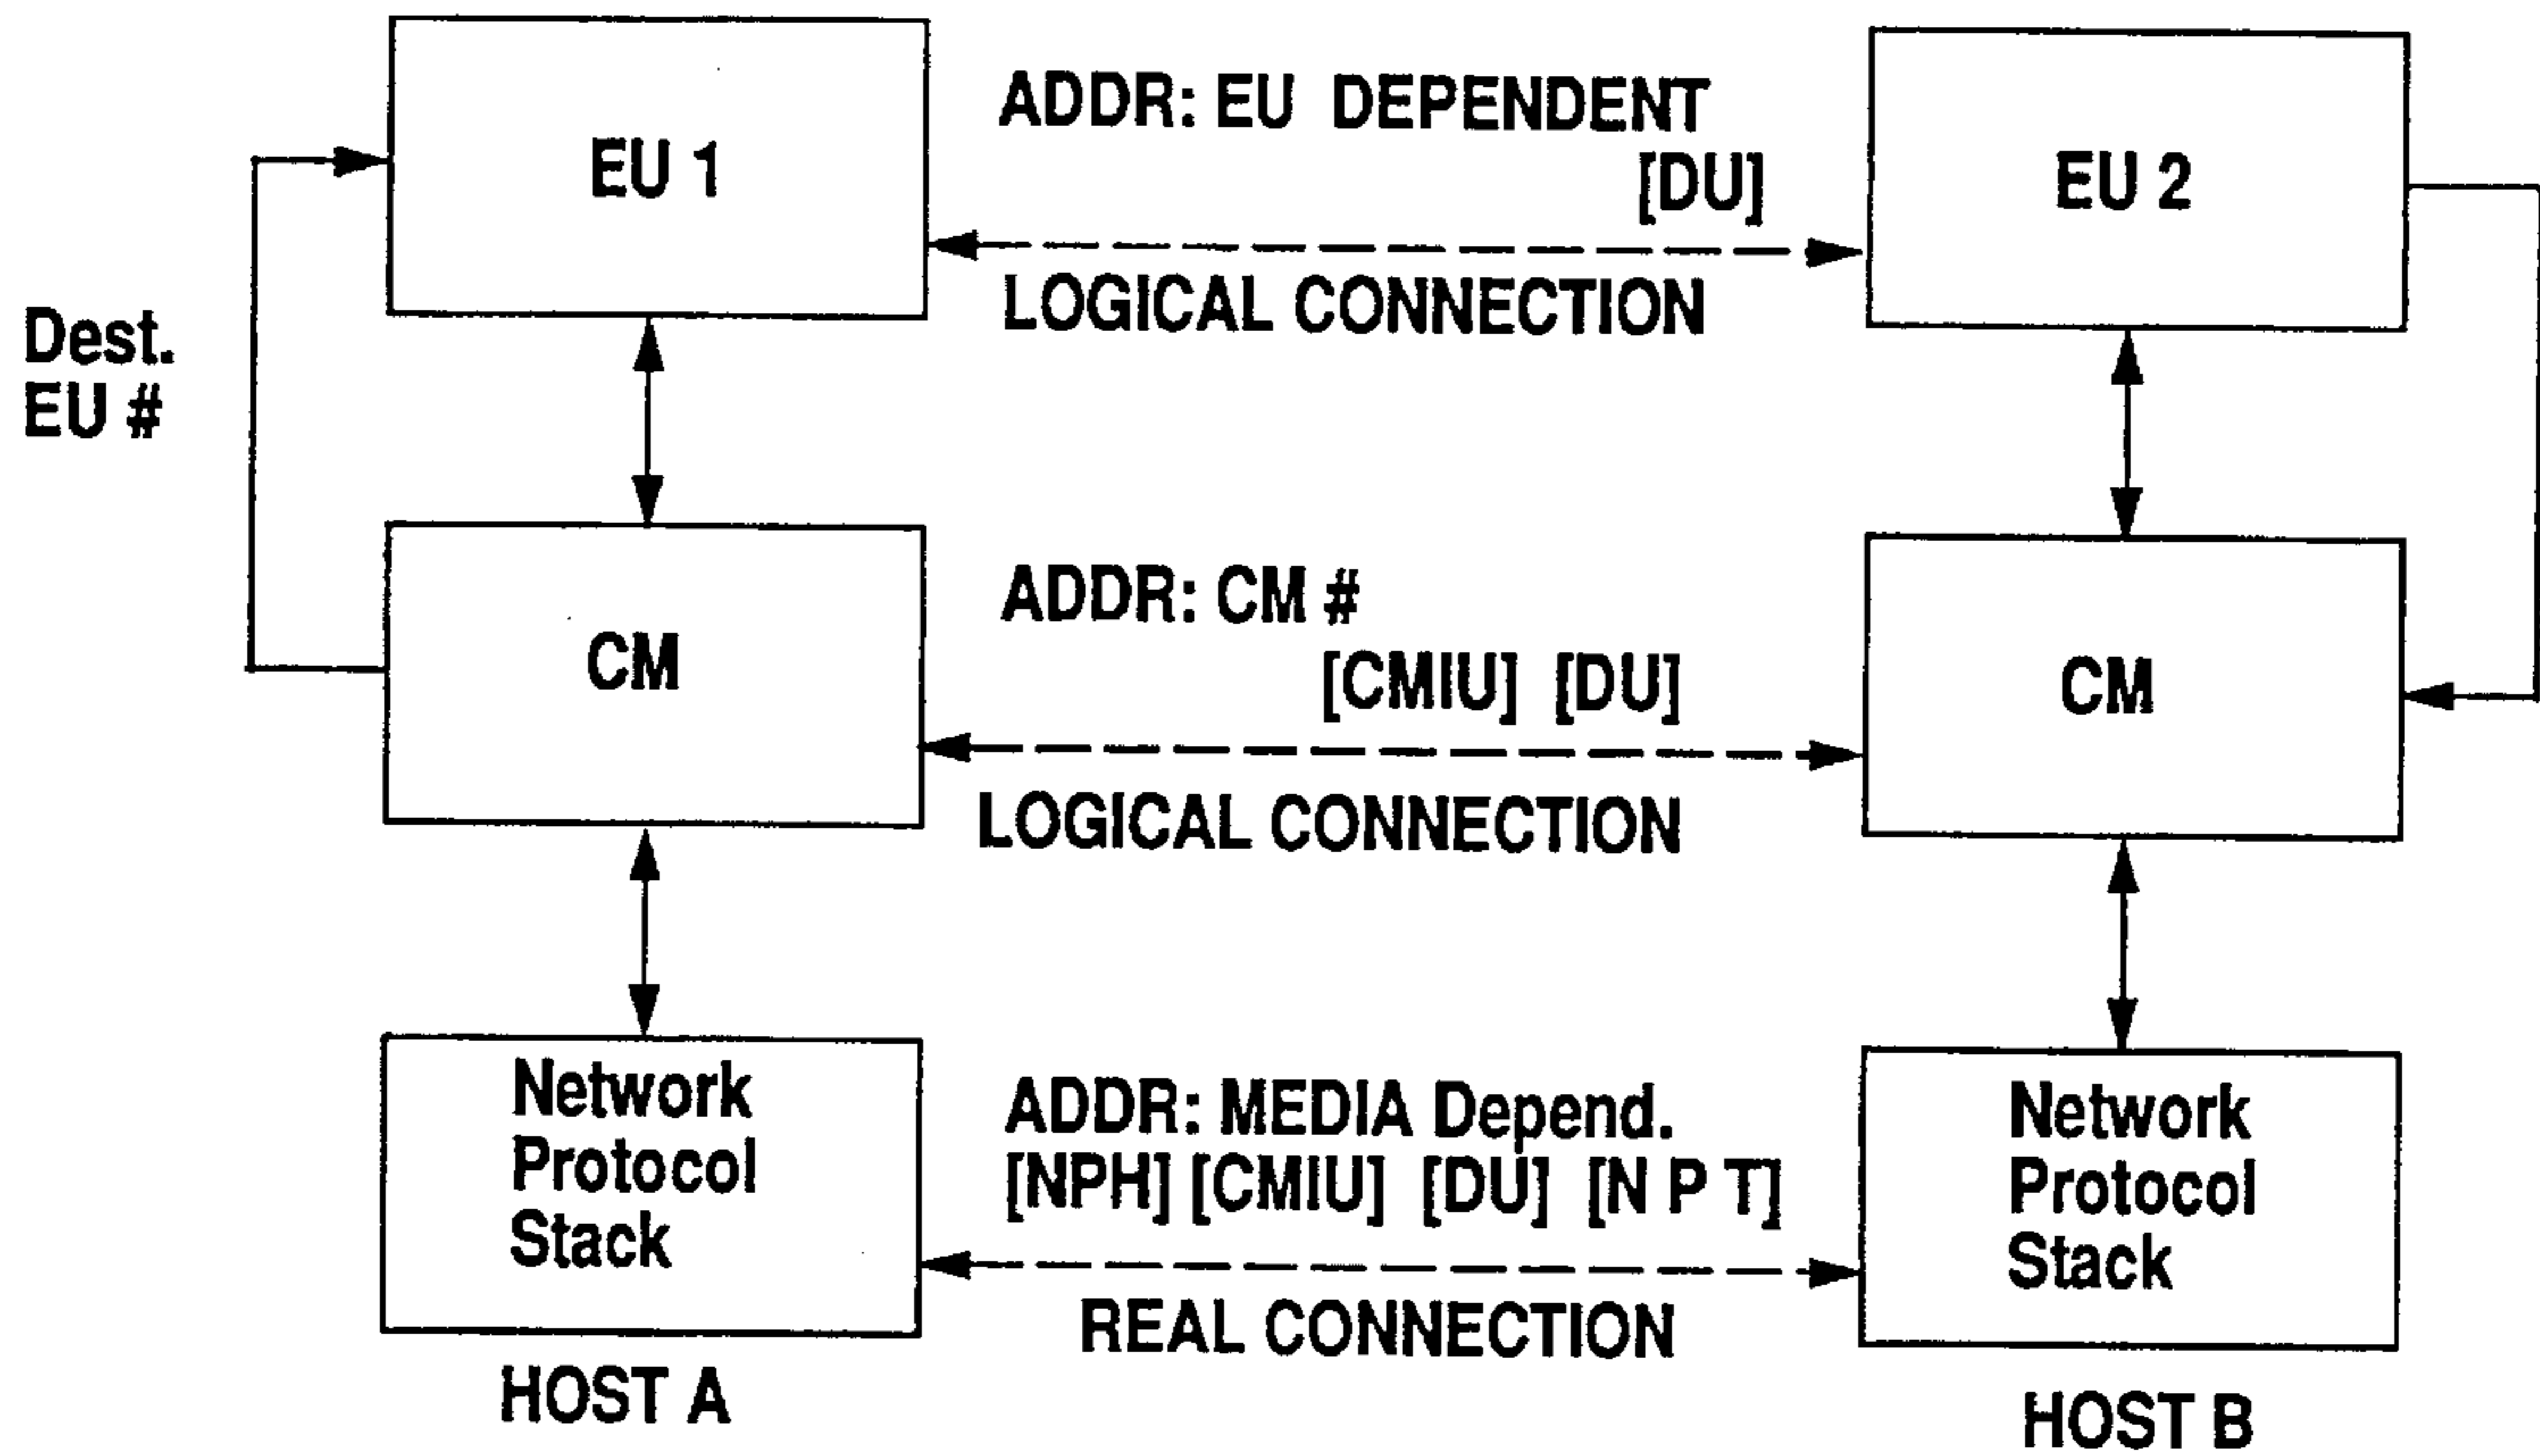 EU 1
ADDR: EU DEPENDENT
[DU]
LOGICAL CONNECTION
EU 2
Dest.
EU #
CM
ADDR: CM #
[CMIU] [DU]
LOGICAL CONNECTION
CM
Network
Protocol
Stack
ADDR: MEDIA Depend.
[NPH] [CMIU] [DU] [N P T]
REAL CONNECTION
Network
Protocol
Stack
HOST A
HOST B